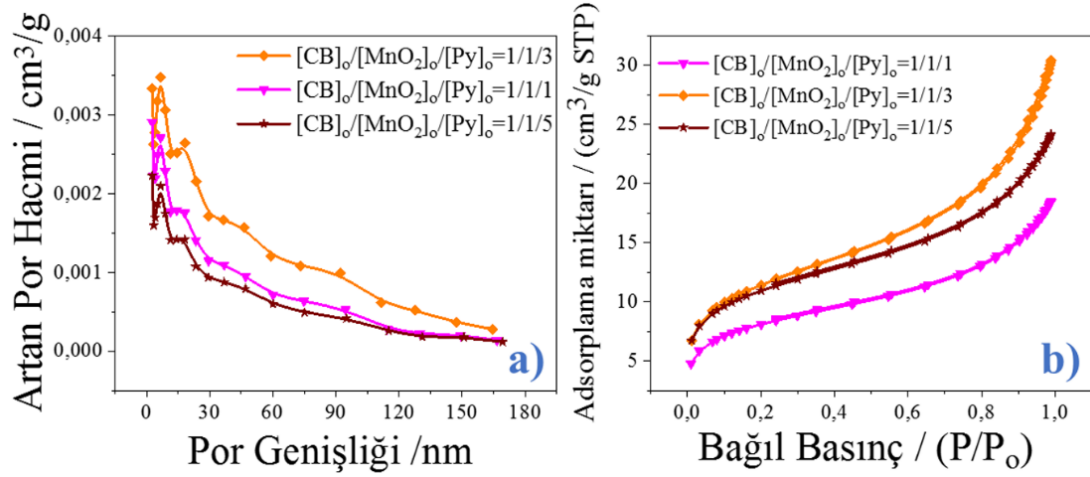 Artan Por Hacmi / cm³/g
0,004
0,003
0,002
0,001
0,000
[CB]ₒ/[MnO₂]ₒ/[Py]ₒ=1/1/3
[CB]ₒ/[MnO₂]ₒ/[Py]ₒ=1/1/1
[CB]ₒ/[MnO₂]ₒ/[Py]ₒ=1/1/5
a)
0 30 60 90 120 150 180
Por Genişliği /nm
Adsorplama miktarı / (cm³/g STP)
30
25
20
15
10
5
[CB]ₒ/[MnO₂]ₒ/[Py]ₒ=1/1/1
[CB]ₒ/[MnO₂]ₒ/[Py]ₒ=1/1/3
[CB]ₒ/[MnO₂]ₒ/[Py]ₒ=1/1/5
b)
0,0 0,2 0,4 0,6 0,8 1,0
Bağıl Basınç / (P/Pₒ)